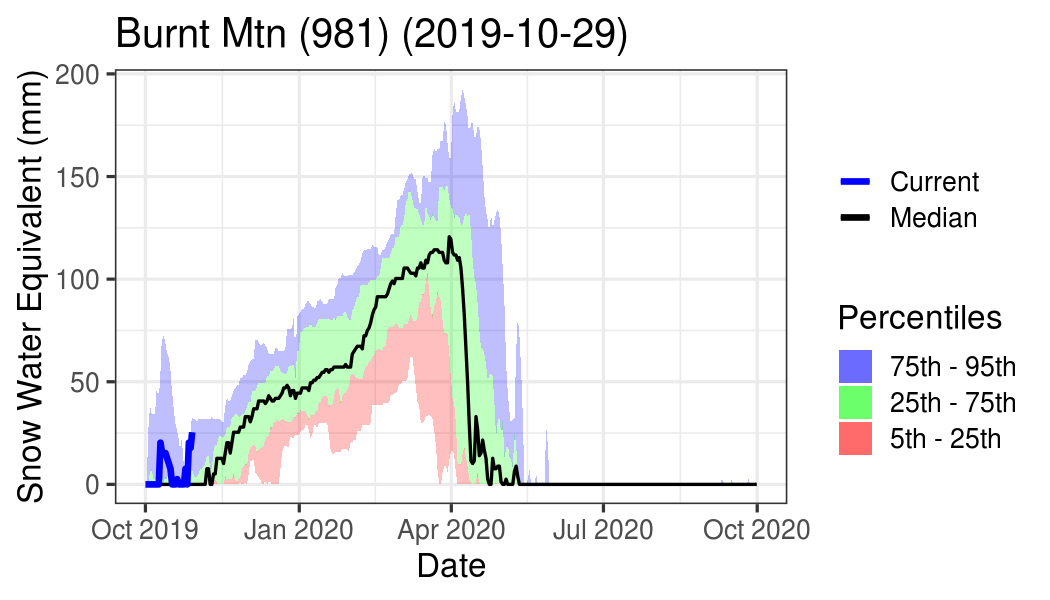 Burnt Mtn (981) (2019-10-29)
Snow Water Equivalent (mm)
200
150
100
50
0
Oct 2019
Jan 2020
Apr 2020
Jul 2020
Oct 2020
Date
Current
Median
Percentiles
75th - 95th
25th - 75th
5th - 25th